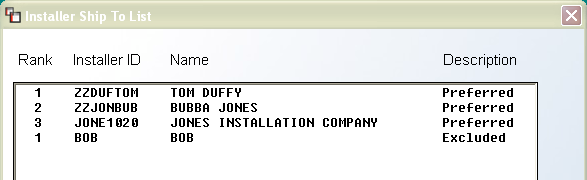 Installer Ship To List
Rank Installer ID Name Description
1 ZZDUFTOM TOM DUFFY Preferred
2 ZZJONBUB BUBBA JONES Preferred
3 JONE1020 JONES INSTALLATION COMPANY Preferred
1 BOB BOB Excluded